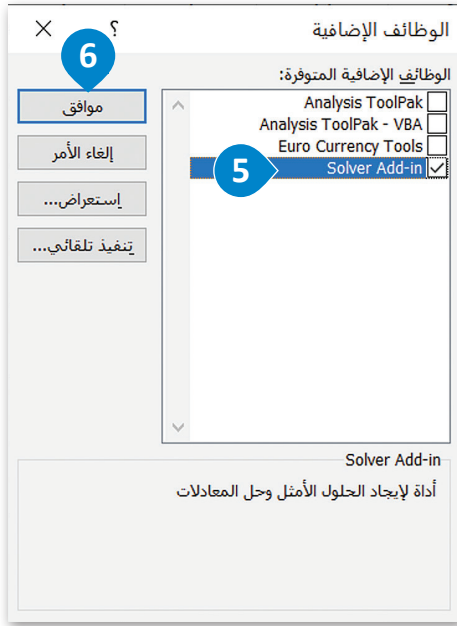 الوظائف الإضافية
؟
الوظائف الإضافية المتوفرة:
Analysis ToolPak
Analysis ToolPak - VBA
Euro Currency Tools
Solver Add-in
5
6
موافق
إلغاء الأمر
إستعراض...
تنفيذ تلقائي...
Solver Add-in
أداة لإيجاد الحلول الأمثل وحل المعادلات